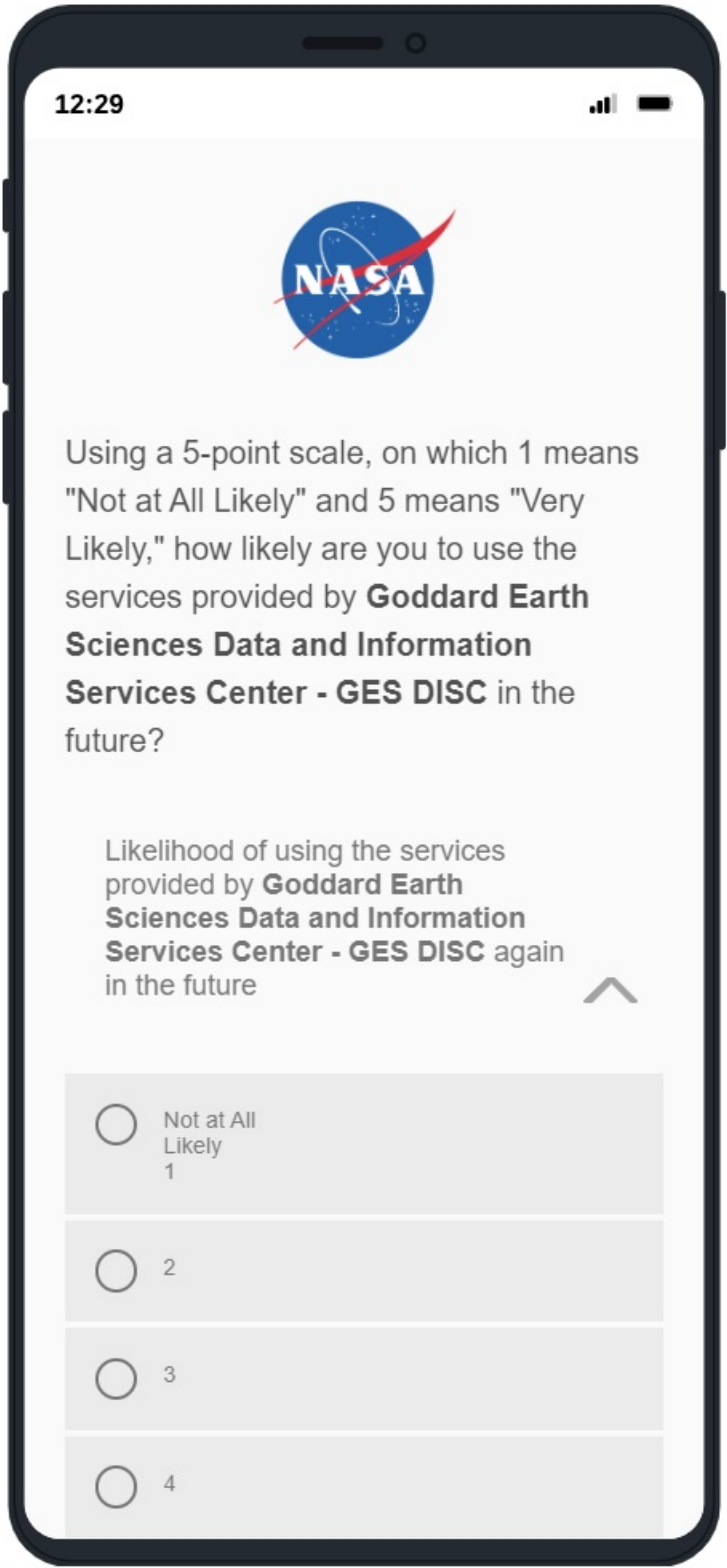 12:29
NASA
Using a 5-point scale, on which 1 means
"Not at All Likely" and 5 means "Very
Likely," how likely are you to use the
services provided by Goddard Earth
Sciences Data and Information
Services Center - GES DISC in the
future?
Likelihood of using the services
provided by Goddard Earth
Sciences Data and Information
Services Center - GES DISC again
in the future
Not at All
Likely
1
2
3
4